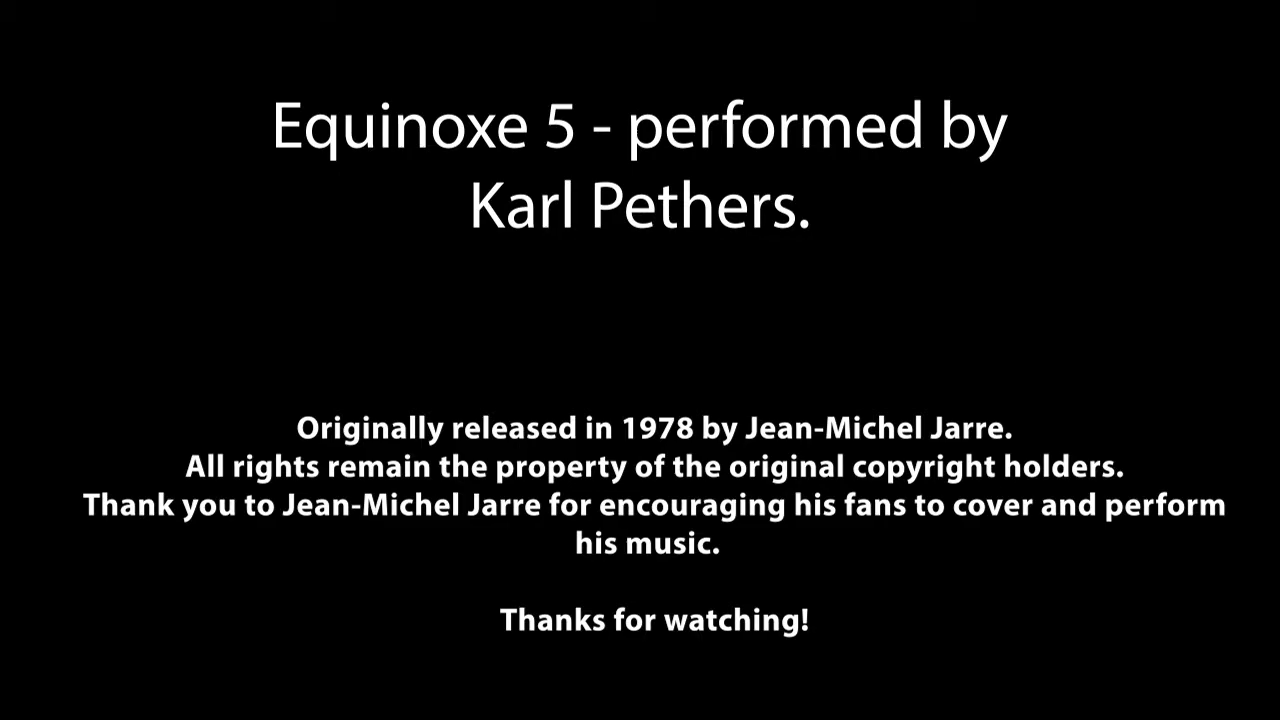 Equinoxe 5 - performed by
Karl Pethers.
Originally released in 1978 by Jean-Michel Jarre.
All rights remain the property of the original copyright holders.
Thank you to Jean-Michel Jarre for encouraging his fans to cover and perform
his music.
Thanks for watching!